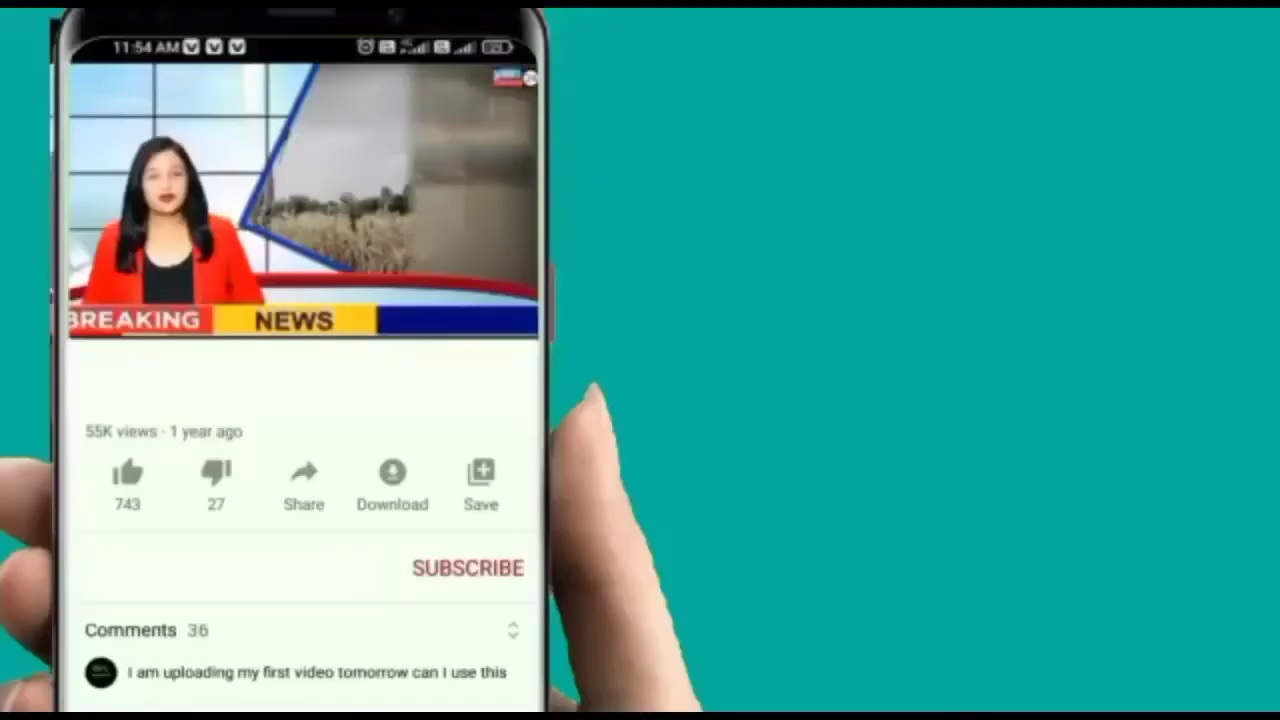 11:54 AM
BREAKING NEWS
55K views · 1 year ago
743 27 Share Download Save
SUBSCRIBE
Comments 36
I am uploading my first video tomorrow can I use this